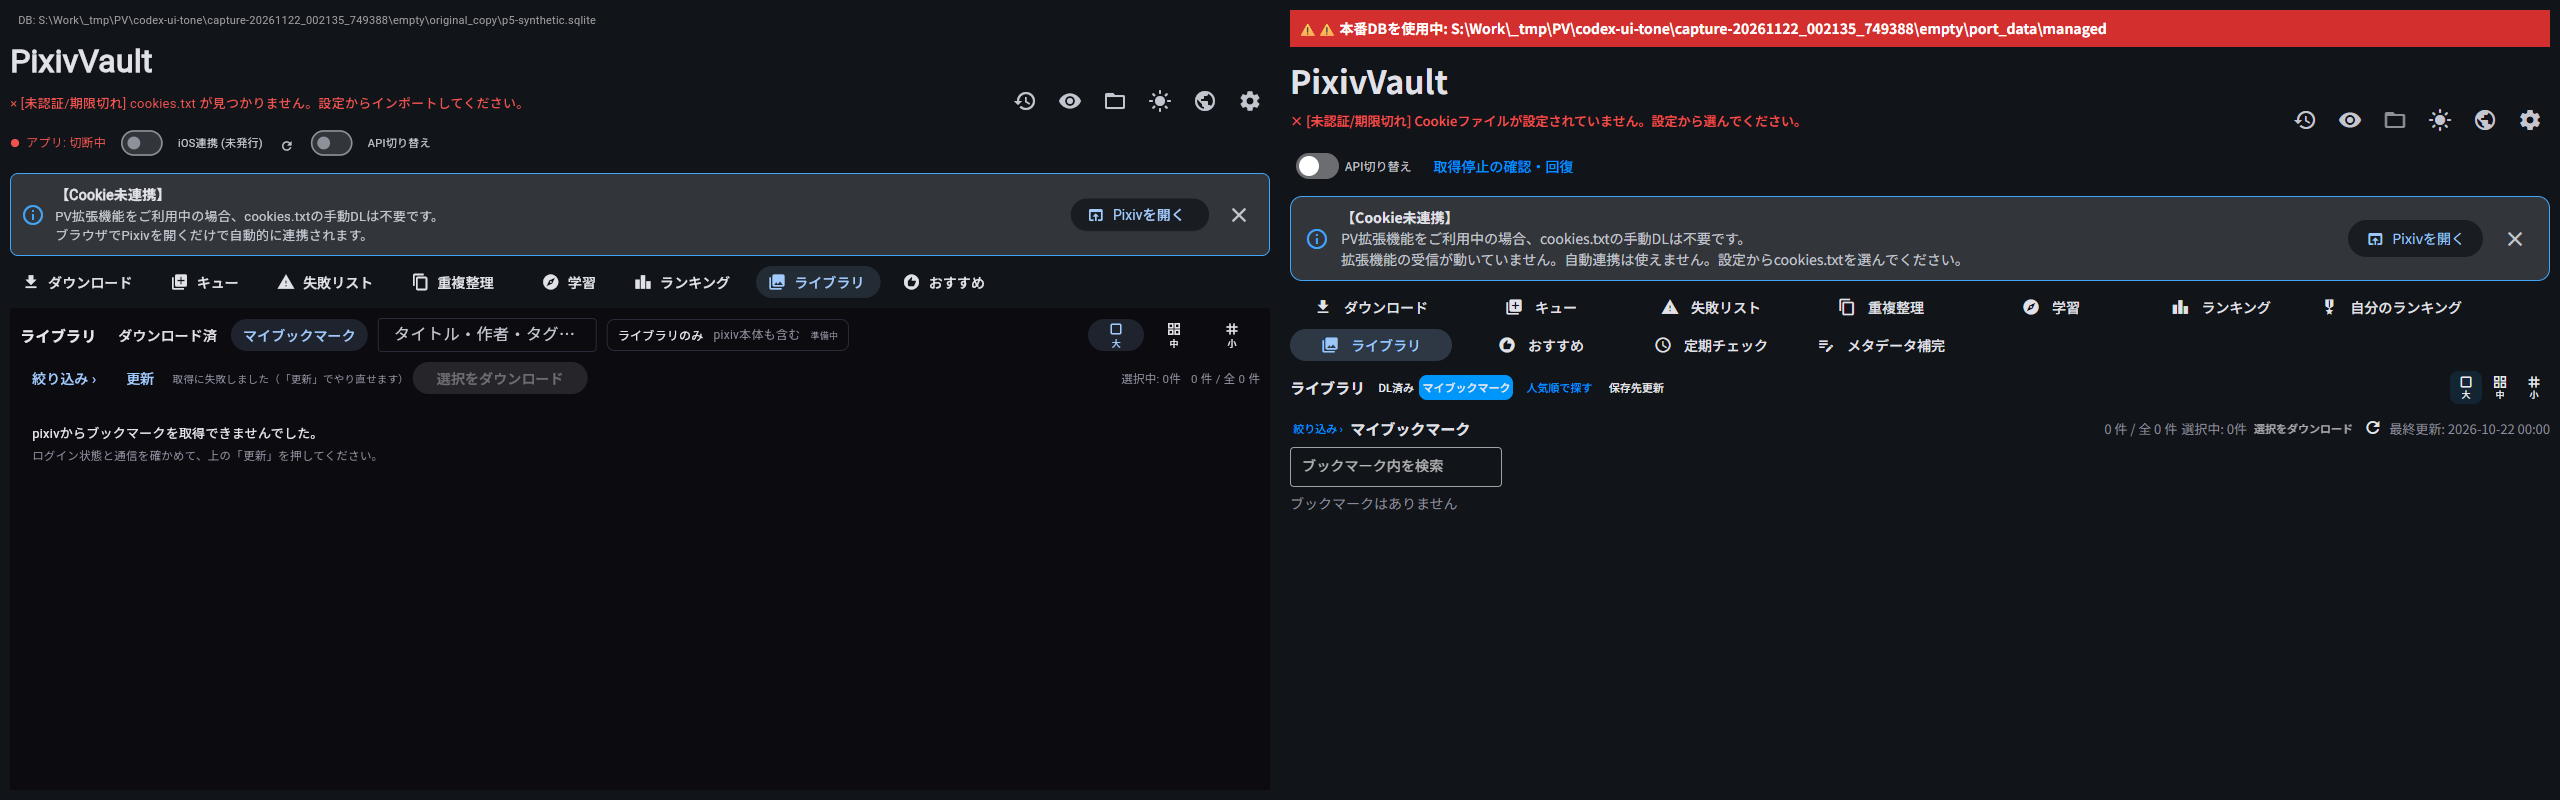 DB: S:\Work\_tmp\PV\codex-ui-tone\capture-20261122_002135_749388\empty\original_copy\p5-synthetic.sqlite
PixivVault
× [未認証/期限切れ] cookies.txt が見つかりません。設定からインポートしてください。
● アプリ: 切断中 iOS連携 (未発行) API切り替え
【Cookie未連携】
PV拡張機能をご利用中の場合、cookies.txtの手動DLは不要です。
ブラウザでPixivを開くだけで自動的に連携されます。
Pixivを開く
ダウンロード キュー 失敗リスト 重複整理 学習 ランキング ライブラリ おすすめ
ライブラリ ダウンロード済 マイブックマーク タイトル・作者・タグ… ライブラリのみ pixiv本体も含む 準備中 大 中 小
絞り込み › 更新 取得に失敗しました（「更新」でやり直せます） 選択をダウンロード 選択中: 0件 0 件 / 全 0 件
pixivからブックマークを取得できませんでした。
ログイン状態と通信を確かめて、上の「更新」を押してください。
⚠ ⚠ 本番DBを使用中: S:\Work\_tmp\PV\codex-ui-tone\capture-20261122_002135_749388\empty\port_data\managed
PixivVault
× [未認証/期限切れ] Cookieファイルが設定されていません。設定から選んでください。
API切り替え 取得停止の確認・回復
【Cookie未連携】
PV拡張機能をご利用中の場合、cookies.txtの手動DLは不要です。
拡張機能の受信が動いていません。自動連携は使えません。設定からcookies.txtを選んでください。
Pixivを開く
ダウンロード キュー 失敗リスト 重複整理 学習 ランキング 自分のランキング
ライブラリ おすすめ 定期チェック メタデータ補完
ライブラリ DL済み マイブックマーク 人気順で探す 保存先更新 大 中 小
絞り込み › マイブックマーク 0 件 / 全 0 件 選択中: 0件 選択をダウンロード 最終更新: 2026-10-22 00:00
ブックマーク内を検索
ブックマークはありません